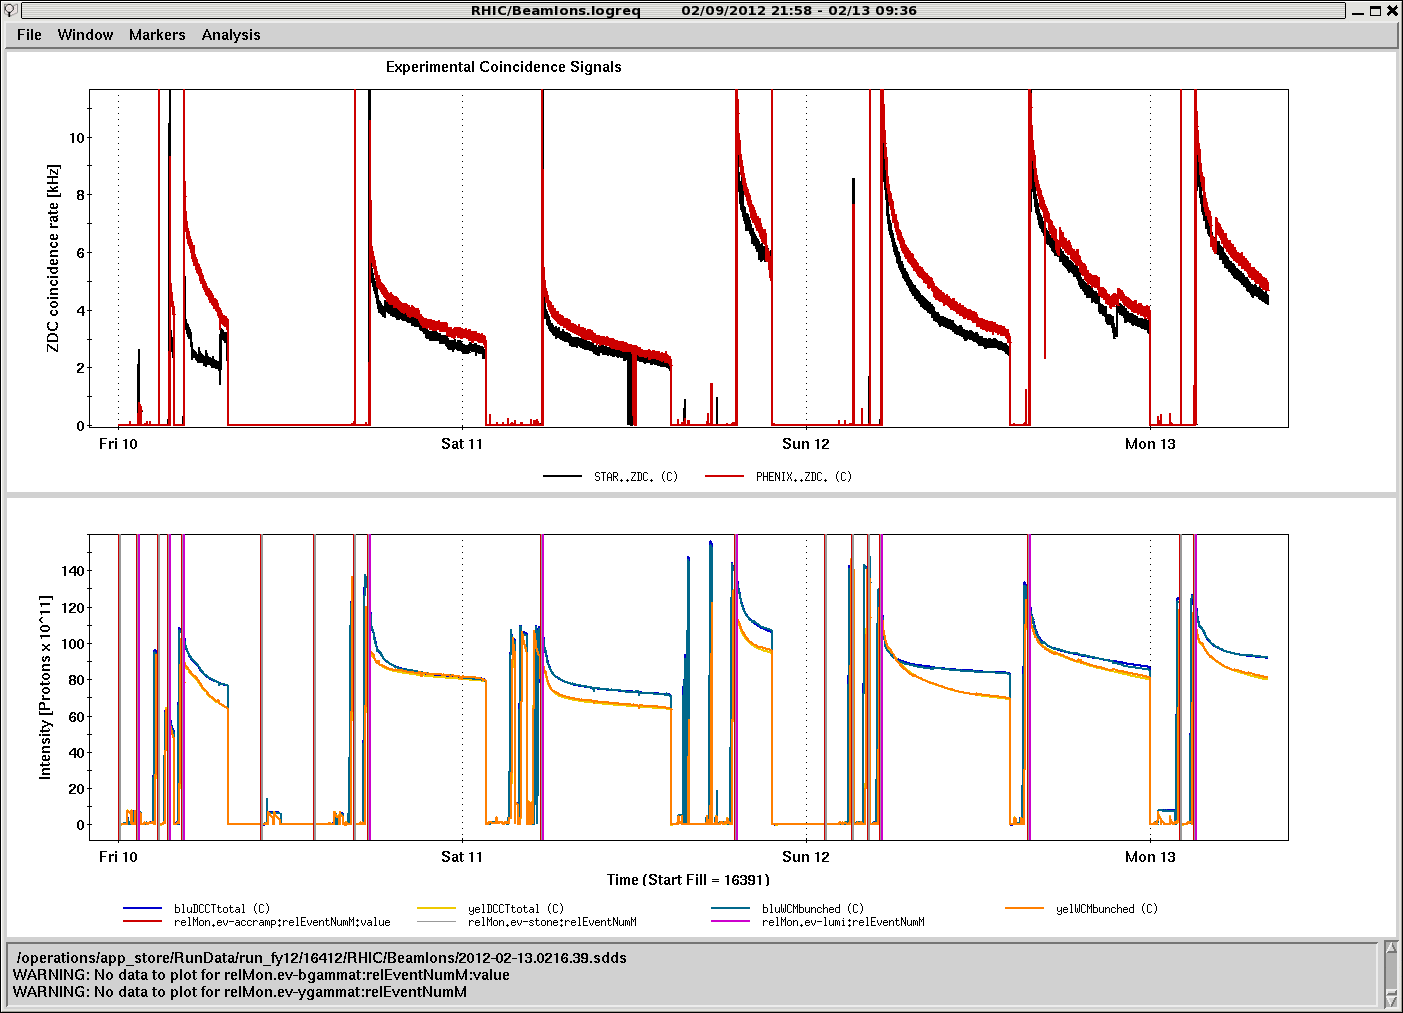 RHIC/BeamIons.logreq 02/09/2012 21:58 - 02/13 09:36
File Window Markers Analysis
Experimental Coincidence Signals
ZDC coincidence rate [kHz]
10
8
6
4
2
0
Fri 10 Sat 11 Sun 12 Mon 13
STAR..ZDC. (C) PHENIX..ZDC. (C)
Intensity [Protons x 10^11]
140
120
100
80
60
40
20
0
Fri 10 Sat 11 Sun 12 Mon 13
Time (Start Fill = 16391)
bluDCCTtotal (C) yelDCCTtotal (C) bluWCMbunched (C) yelWCMbunched (C)
relMon.ev-accramp:relEventNumM:value relMon.ev-stone:relEventNumM relMon.ev-lumi:relEventNumM
/operations/app_store/RunData/run_fy12/16412/RHIC/BeamIons/2012-02-13.0216.39.sdds
WARNING: No data to plot for relMon.ev-bgammat:relEventNumM:value
WARNING: No data to plot for relMon.ev-ygammat:relEventNumM